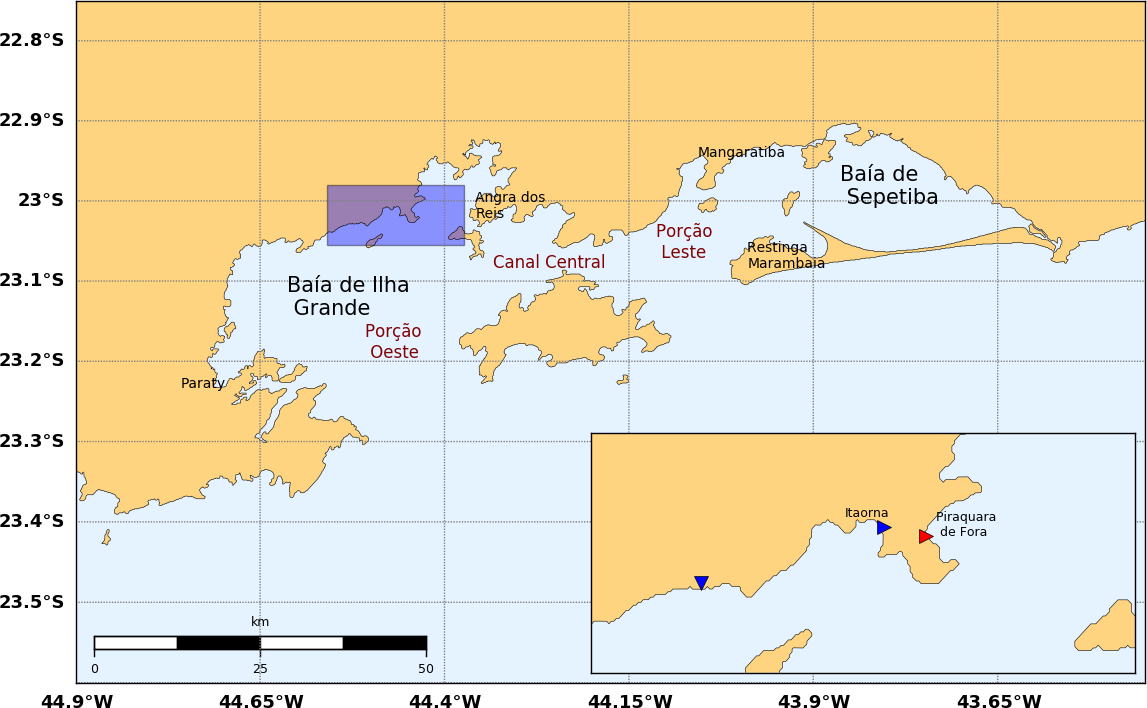 22.8°S
22.9°S
23°S
23.1°S
23.2°S
23.3°S
23.4°S
23.5°S
Mangaratiba
Baía de
Sepetiba
Angra dos
Reis
Porção
Leste
Restinga
Marambaia
Canal Central
Baía de Ilha
Grande
Porção
Oeste
Paraty
Itaorna
Piraquara
de Fora
km
0 25 50
44.9°W 44.65°W 44.4°W 44.15°W 43.9°W 43.65°W